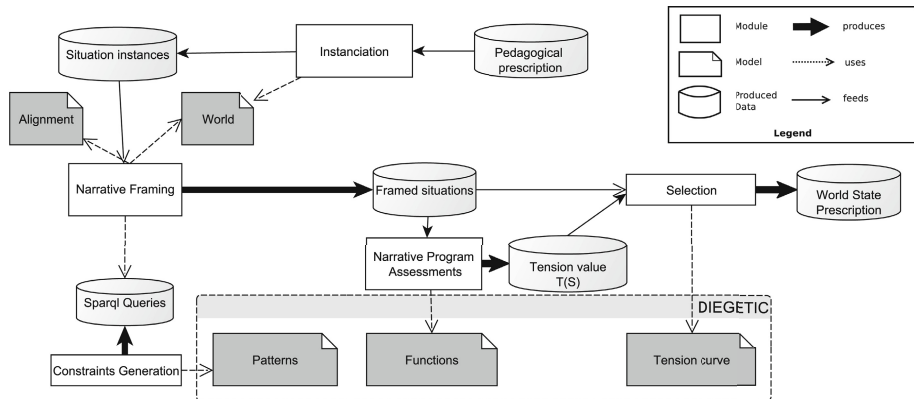 Situation instances
Instanciation
Pedagogical
prescription
Alignment
World
Narrative Framing
Framed situations
Selection
World State
Prescription
Narrative Program
Assessments
Tension value
T(S)
Sparql Queries
DIEGETIC
Constraints Generation
Patterns
Functions
Tension curve
Module
produces
Model
uses
Produced
Data
feeds
Legend